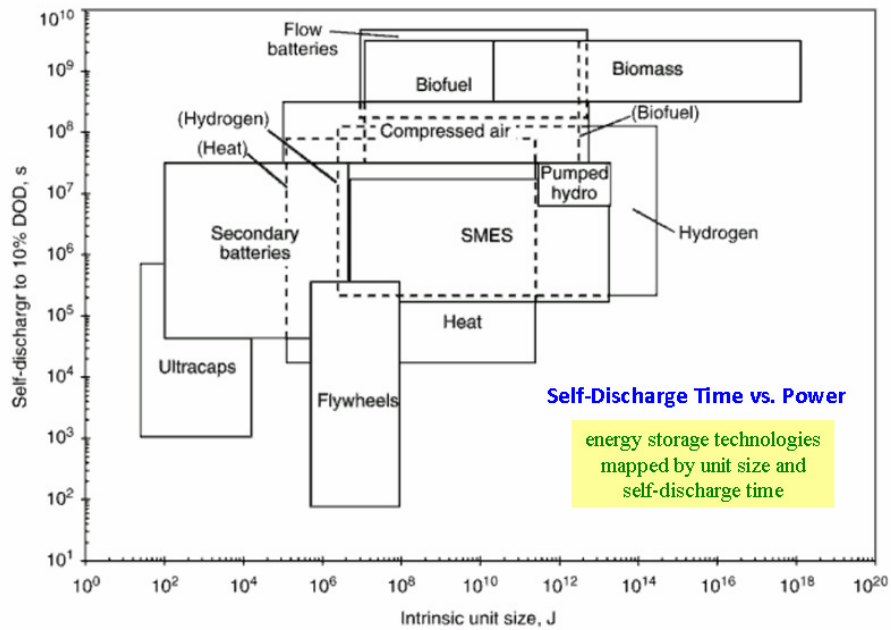 Self-dischargr to 10% DOD, s
10^10
10^9
10^8
10^7
10^6
10^5
10^4
10^3
10^2
10^1
Flow
batteries
Biofuel
Biomass
(Hydrogen)
(Heat)
Compressed air
(Biofuel)
Pumped
hydro
Secondary
batteries
SMES
Hydrogen
Heat
Ultracaps
Flywheels
Self-Discharge Time vs. Power
energy storage technologies
mapped by unit size and
self-discharge time
10^0 10^2 10^4 10^6 10^8 10^10 10^12 10^14 10^16 10^18 10^20
Intrinsic unit size, J